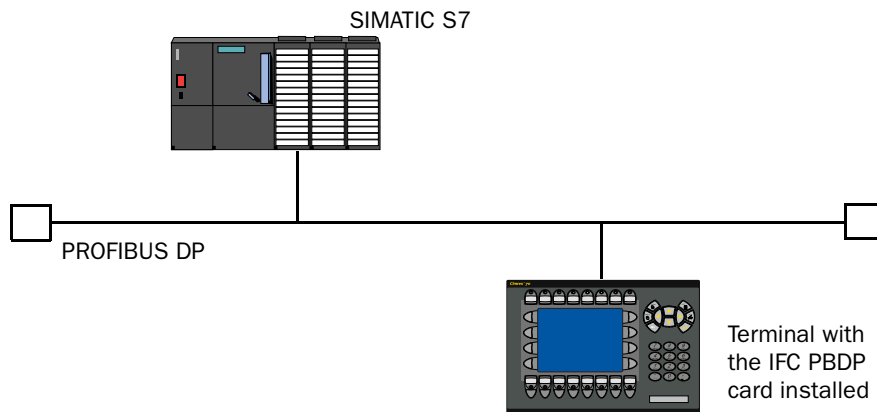 SIMATIC S7
PROFIBUS DP
Terminal with
the IFC PBDP
card installed